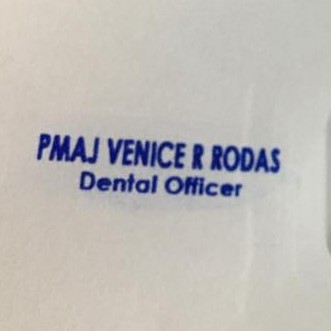 PMAJ VENICE R RODAS
Dental Officer